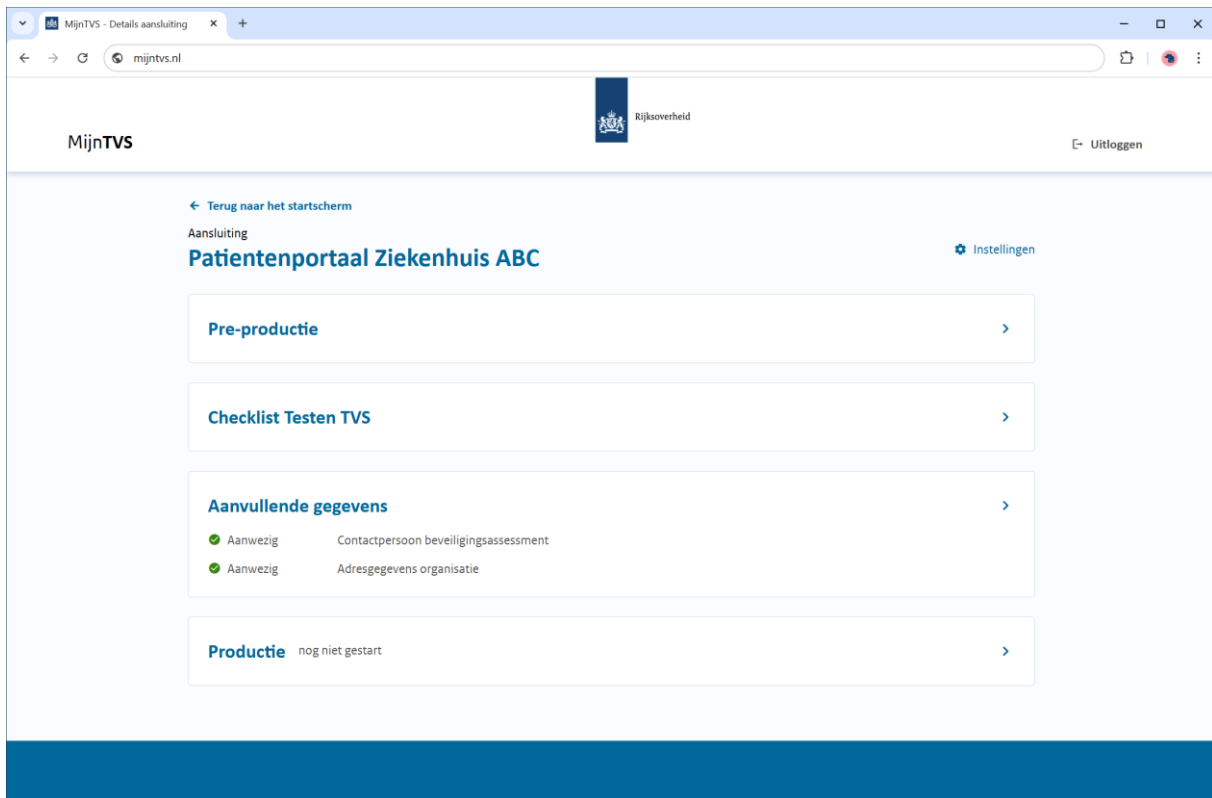 MijnTVS - Details aansluiting
mijntvs.nl
Rijksoverheid
MijnTVS
Uitloggen
Terug naar het startscherm
Aansluiting
Patientenportaal Ziekenhuis ABC
Instellingen
Pre-productie
Checklist Testen TVS
Aanvullende gegevens
Aanwezig Contactpersoon beveiligingsassessment
Aanwezig Adresgegevens organisatie
Productie nog niet gestart